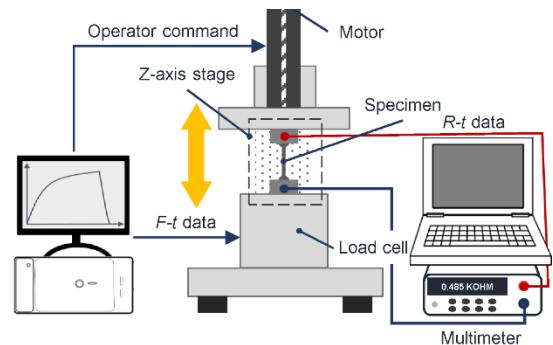 Operator command
Motor
Z-axis stage
Specimen
R-t data
F-t data
Load cell
0.485 KOHM
Multimeter